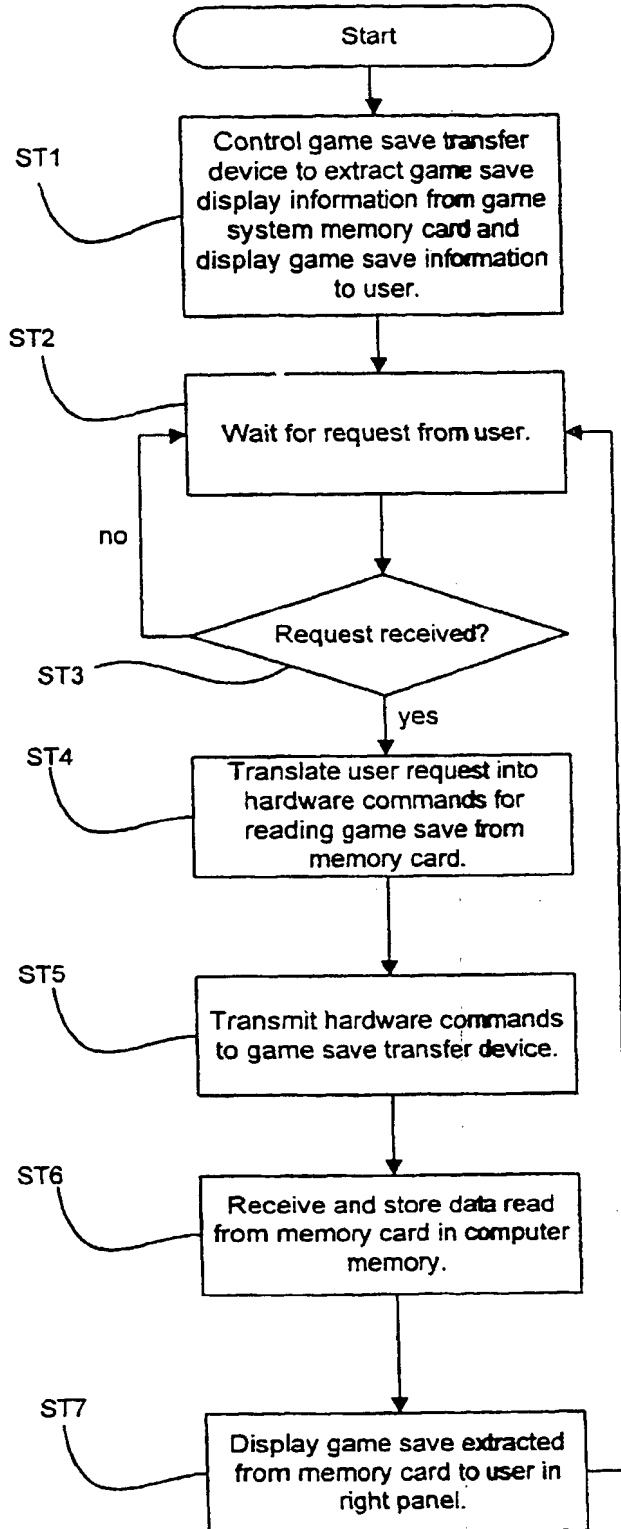 Start
ST1
Control game save transfer
device to extract game save
display information from game
system memory card and
display game save information
to user.
ST2
Wait for request from user.
no
Request received?
ST3
yes
ST4
Translate user request into
hardware commands for
reading game save from
memory card.
ST5
Transmit hardware commands
to game save transfer device.
ST6
Receive and store data read
from memory card in computer
memory.
ST7
Display game save extracted
from memory card to user in
right panel.